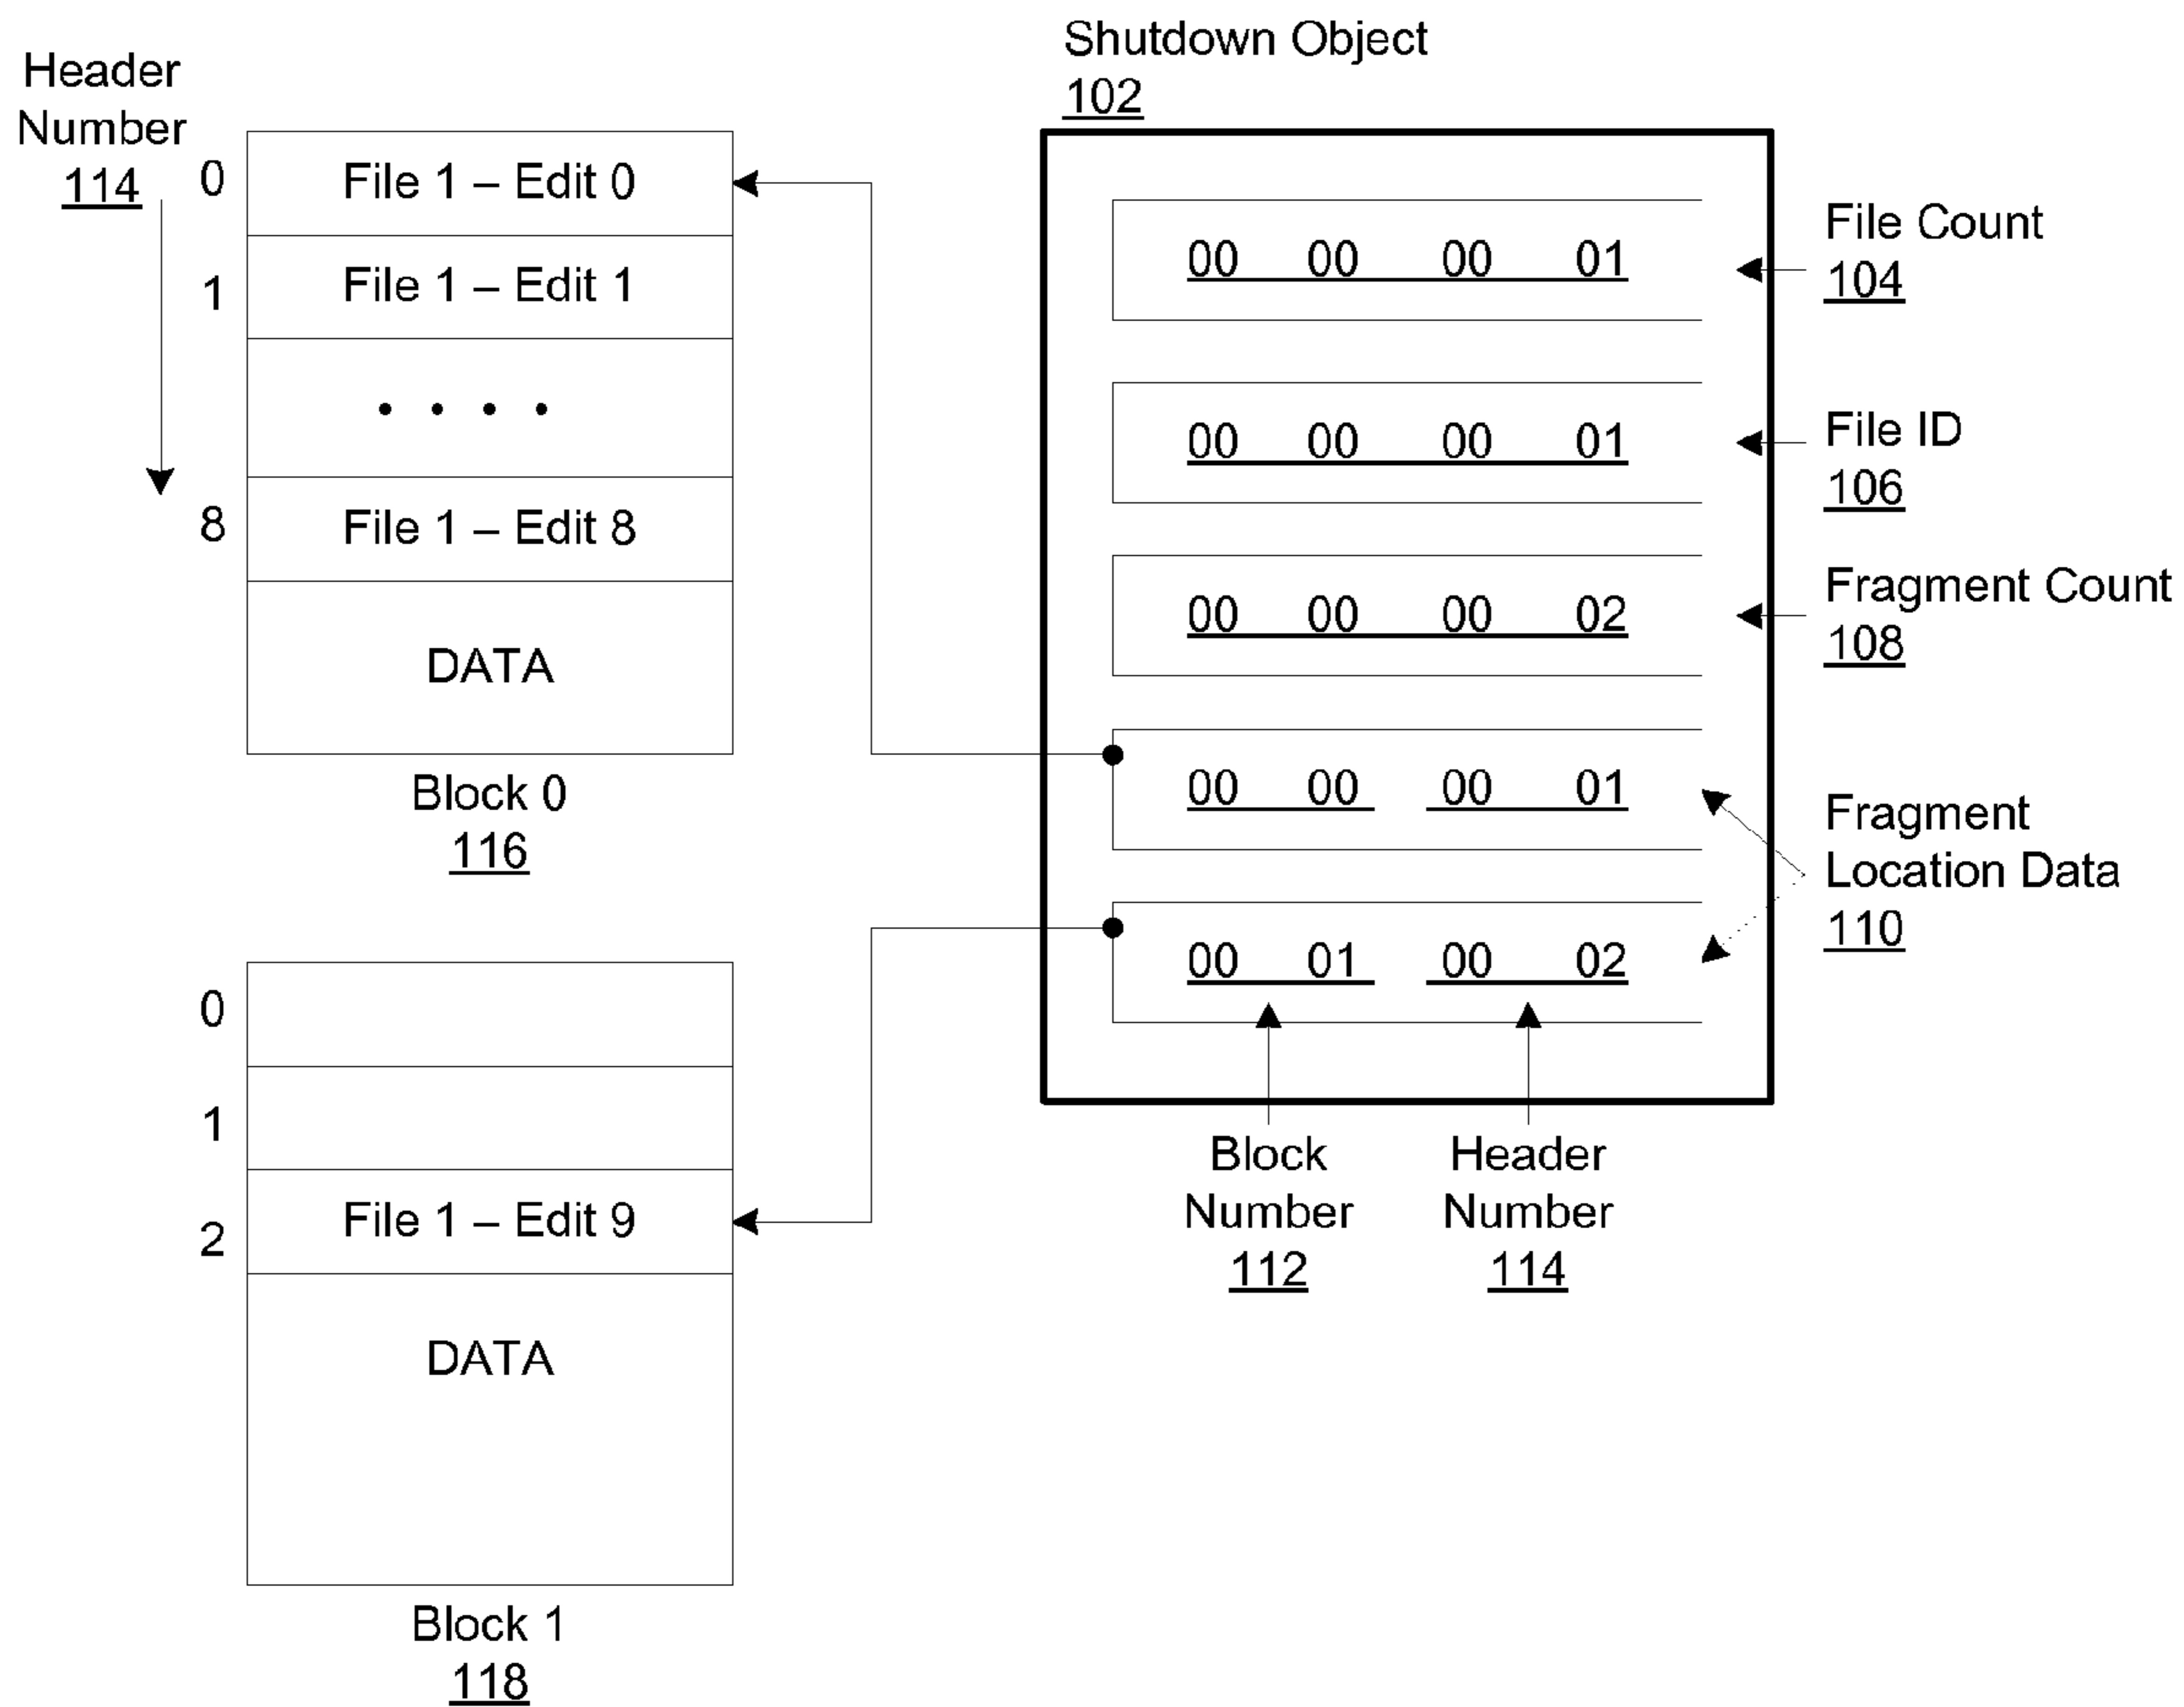 Header
Number
114
0
File 1 – Edit 0
1
File 1 – Edit 1
. . . .
8
File 1 – Edit 8
DATA
Block 0
116
0
1
2
File 1 – Edit 9
DATA
Block 1
118
Shutdown Object
102
00 00 00 01
File Count
104
00 00 00 01
File ID
106
00 00 00 02
Fragment Count
108
00 00 00 01
00 01 00 02
Fragment
Location Data
110
Block
Number
112
Header
Number
114